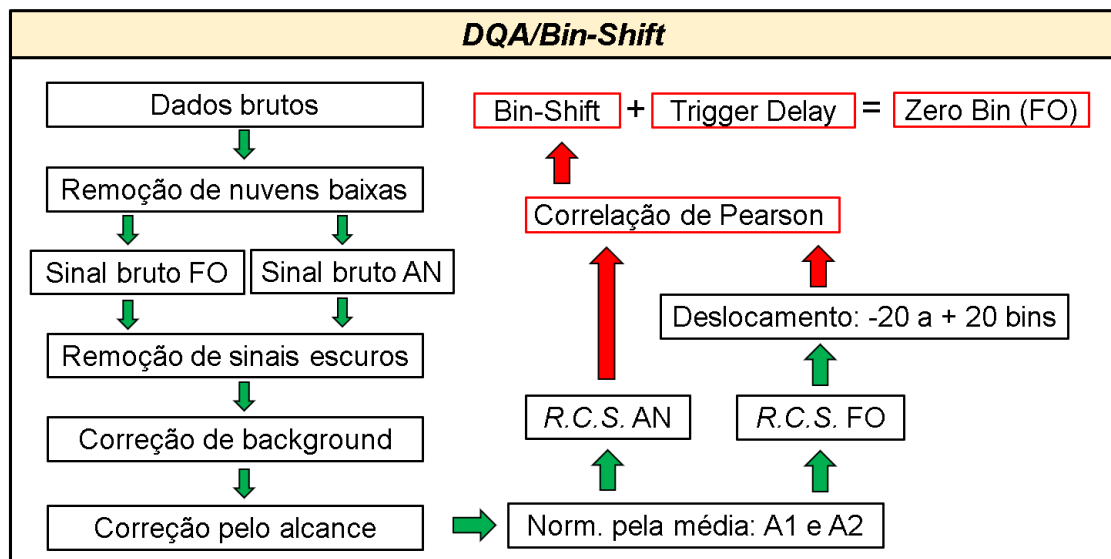 DQA/Bin-Shift
Dados brutos
Remoção de nuvens baixas
Sinal bruto FO
Sinal bruto AN
Remoção de sinais escuros
Correção de background
Correção pelo alcance
Norm. pela média: A1 e A2
R.C.S. AN
R.C.S. FO
Deslocamento: -20 a + 20 bins
Correlação de Pearson
Bin-Shift + Trigger Delay = Zero Bin (FO)